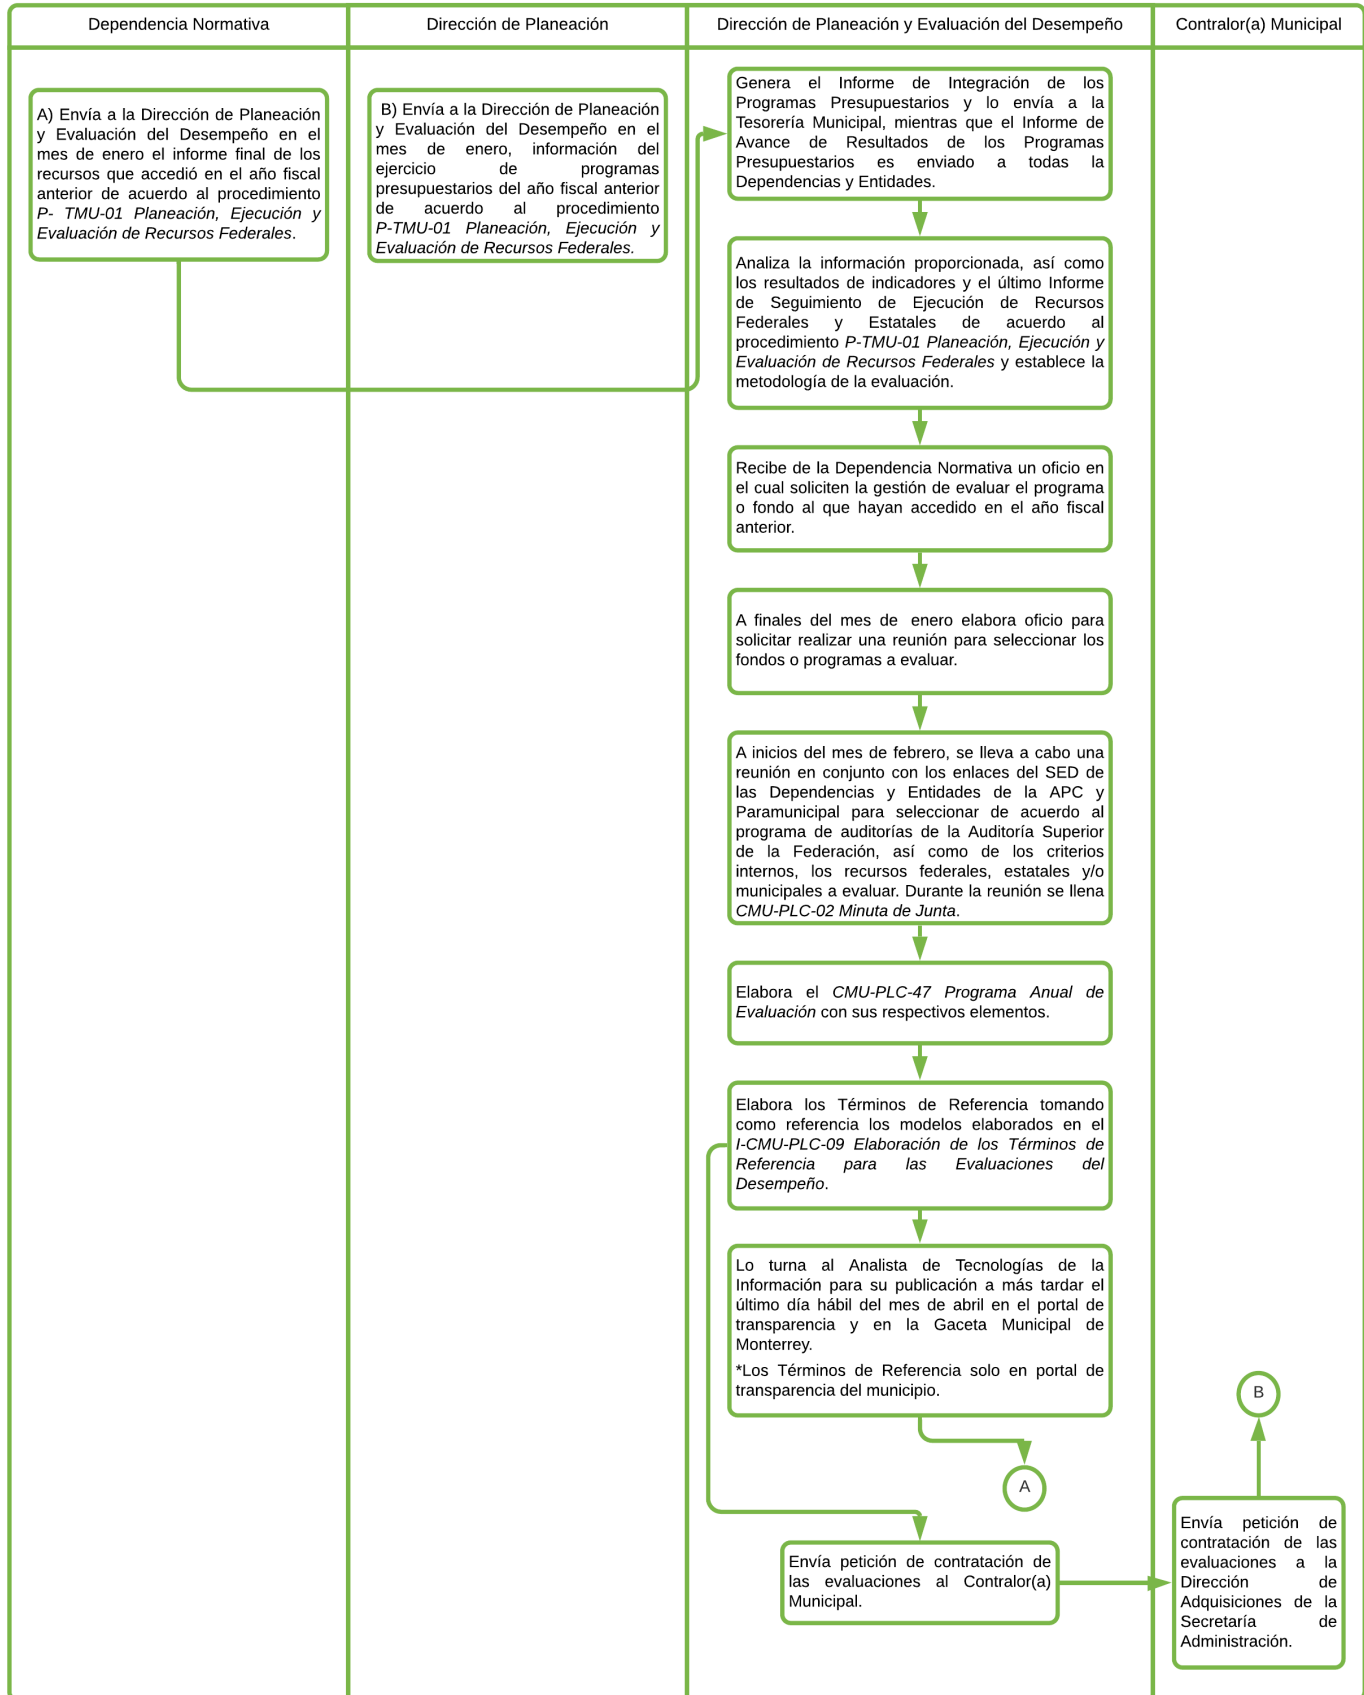 Dependencia Normativa
Dirección de Planeación
Dirección de Planeación y Evaluación del Desempeño
Contralor(a) Municipal
A) Envía a la Dirección de Planeación
y Evaluación del Desempeño en el
mes de enero el informe final de los
recursos que accedió en el año fiscal
anterior de acuerdo al procedimiento
P- TMU-01 Planeación, Ejecución y
Evaluación de Recursos Federales.
B) Envía a la Dirección de Planeación
y Evaluación del Desempeño en el
mes de enero, información del
ejercicio de programas
presupuestarios del año fiscal anterior
de acuerdo al procedimiento
P-TMU-01 Planeación, Ejecución y
Evaluación de Recursos Federales.
Genera el Informe de Integración de los
Programas Presupuestarios y lo envía a la
Tesorería Municipal, mientras que el Informe de
Avance de Resultados de los Programas
Presupuestarios es enviado a todas la
Dependencias y Entidades.
Analiza la información proporcionada, así como
los resultados de indicadores y el último Informe
de Seguimiento de Ejecución de Recursos
Federales y Estatales de acuerdo al
procedimiento P-TMU-01 Planeación, Ejecución y
Evaluación de Recursos Federales y establece la
metodología de la evaluación.
Recibe de la Dependencia Normativa un oficio en
el cual soliciten la gestión de evaluar el programa
o fondo al que hayan accedido en el año fiscal
anterior.
A finales del mes de enero elabora oficio para
solicitar realizar una reunión para seleccionar los
fondos o programas a evaluar.
A inicios del mes de febrero, se lleva a cabo una
reunión en conjunto con los enlaces del SED de
las Dependencias y Entidades de la APC y
Paramunicipal para seleccionar de acuerdo al
programa de auditorías de la Auditoría Superior
de la Federación, así como de los criterios
internos, los recursos federales, estatales y/o
municipales a evaluar. Durante la reunión se llena
CMU-PLC-02 Minuta de Junta.
Elabora el CMU-PLC-47 Programa Anual de
Evaluación con sus respectivos elementos.
Elabora los Términos de Referencia tomando
como referencia los modelos elaborados en el
I-CMU-PLC-09 Elaboración de los Términos de
Referencia para las Evaluaciones del
Desempeño.
Lo turna al Analista de Tecnologías de la
Información para su publicación a más tardar el
último día hábil del mes de abril en el portal de
transparencia y en la Gaceta Municipal de
Monterrey.
*Los Términos de Referencia solo en portal de
transparencia del municipio.
A
Envía petición de contratación de
las evaluaciones al Contralor(a)
Municipal.
B
Envía petición de
contratación de las
evaluaciones a la
Dirección de
Adquisiciones de la
Secretaría de
Administración.